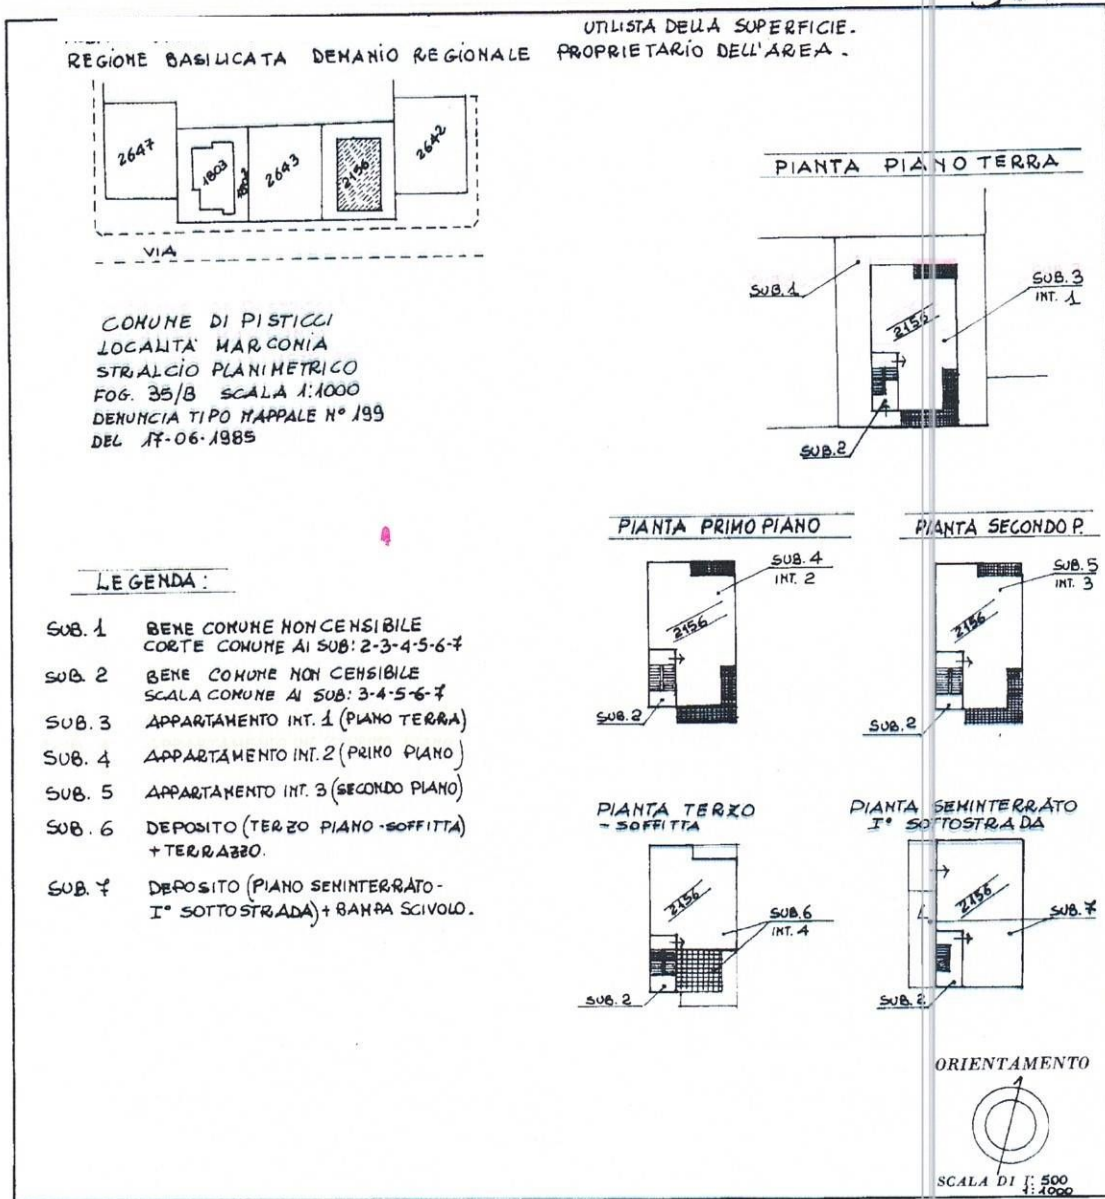 UTILISTA DELLA SUPERFICIE.
REGIONE BASILICATA DEMANIO REGIONALE PROPRIETARIO DELL'AREA.
2647
1803
1803
2643
2156
2642
VIA
COMUNE DI PISTICCI
LOCALITA' MARCONIA
STRALCIO PLANIMETRICO
FOG. 35/B SCALA 1:1000
DENUNCIA TIPO MAPPALE N° 199
DEL 17-06-1985
PIANTA PIANO TERRA
SUB. 1
SUB. 3
INT. 1
2156
SUB.2
LEGENDA:
SUB. 1 BENE COMUNE NON CENSIBILE
CORTE COMUNE AI SUB: 2-3-4-5-6-7
SUB. 2 BENE COMUNE NON CENSIBILE
SCALA COMUNE AI SUB: 3-4-5-6-7
SUB. 3 APPARTAMENTO INT. 1 (PIANO TERRA)
SUB. 4 APPARTAMENTO INT. 2 (PRIMO PIANO)
SUB. 5 APPARTAMENTO INT. 3 (SECONDO PIANO)
SUB. 6 DEPOSITO (TERZO PIANO - SOFFITTA)
+ TERRAZZO.
SUB. 7 DEPOSITO (PIANO SEMINTERRATO-
I° SOTTOSTRADA) + RAMPA SCIVOLO.
PIANTA PRIMO PIANO
SUB. 4
INT. 2
2156
SUB.2
PIANTA SECONDO P.
SUB. 5
INT. 3
2156
SUB. 2
PIANTA TERZO
- SOFFITTA
2156
SUB.6
INT. 4
SUB. 2
PIANTA SEMINTERRATO
I° SOTTOSTRADA
2156
SUB. 7
SUB. 2
ORIENTAMENTO
SCALA DI 1: 500
1:1000